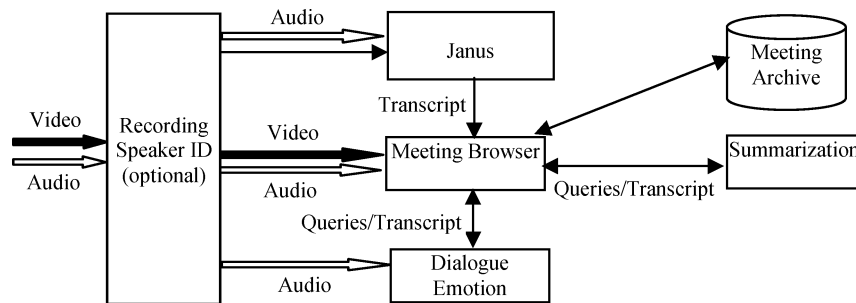 Audio
Janus
Meeting
Archive
Transcript
Video
Audio
Recording
Speaker ID
(optional)
Video
Audio
Meeting Browser
Queries/Transcript
Summarization
Queries/Transcript
Audio
Dialogue
Emotion